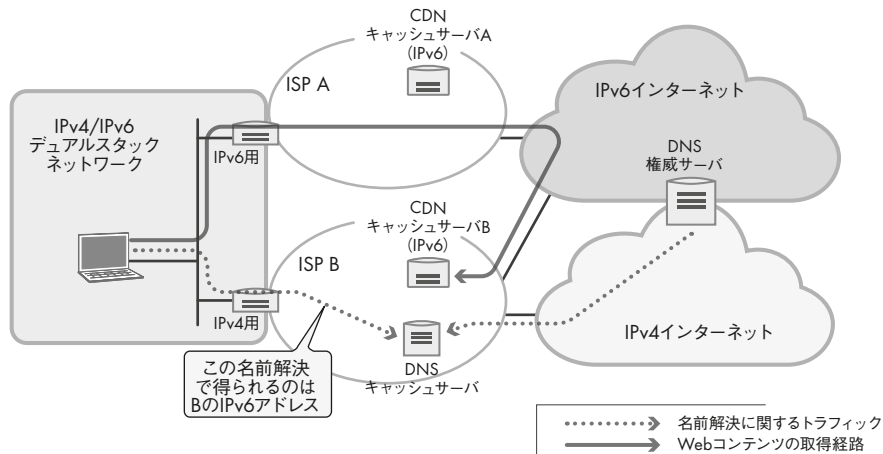 CDN
キャッシュサーバA
(IPv6)
ISP A
IPv6インターネット
IPv4/IPv6
デュアルスタック
ネットワーク
IPv6用
DNS
権威サーバ
CDN
キャッシュサーバB
(IPv6)
ISP B
IPv4用
IPv4インターネット
この名前解決
で得られるのは
BのIPv6アドレス
DNS
キャッシュサーバ
名前解決に関するトラフィック
Webコンテンツの取得経路